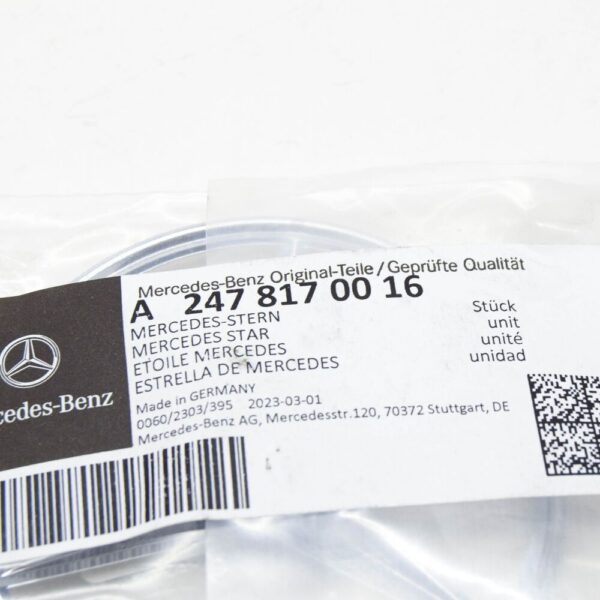 Mercedes-Benz Original-Teile / Geprüfte Qualität
A 247 817 00 16
MERCEDES-STERN
MERCEDES STAR
ETOILE MERCEDES
ESTRELLA DE MERCEDES
Stück
unit
unité
unidad
Made in GERMANY
0060/2303/395 2023-03-01
Mercedes-Benz AG, Mercedesstr.120, 70372 Stuttgart, DE
cedes-Benz